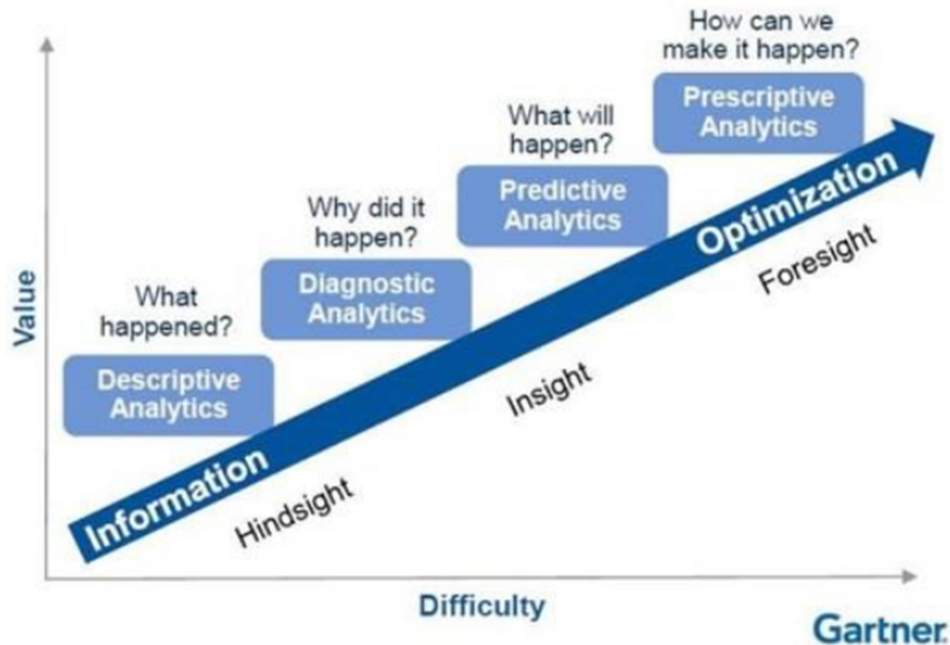 How can we
make it happen?
Prescriptive
Analytics
What will
happen?
Predictive
Analytics
Why did it
happen?
Diagnostic
Analytics
What
happened?
Descriptive
Analytics
Value
Information
Optimization
Hindsight
Insight
Foresight
Difficulty
Gartner.